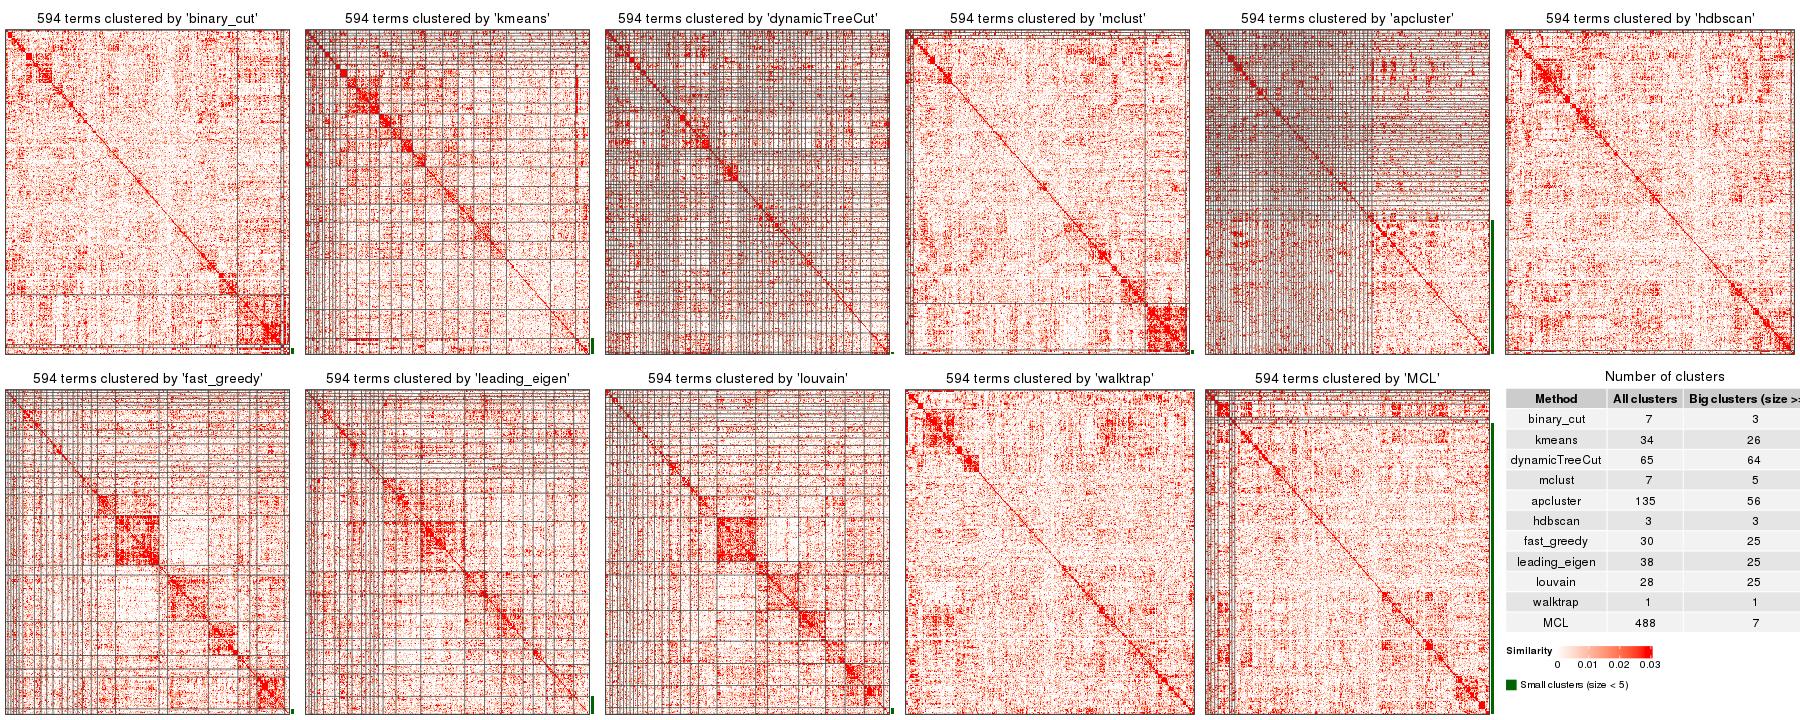 594 terms clustered by 'binary_cut'
594 terms clustered by 'kmeans'
594 terms clustered by 'dynamicTreeCut'
594 terms clustered by 'mclust'
594 terms clustered by 'apcluster'
594 terms clustered by 'hdbscan'
594 terms clustered by 'fast_greedy'
594 terms clustered by 'leading_eigen'
594 terms clustered by 'louvain'
594 terms clustered by 'walktrap'
594 terms clustered by 'MCL'
Number of clusters
Method All clusters Big clusters (size >=
binary_cut 7 3
kmeans 34 26
dynamicTreeCut 65 64
mclust 7 5
apcluster 135 56
hdbscan 3 3
fast_greedy 30 25
leading_eigen 38 25
louvain 28 25
walktrap 1 1
MCL 488 7
Similarity
0 0.01 0.02 0.03
Small clusters (size < 5)